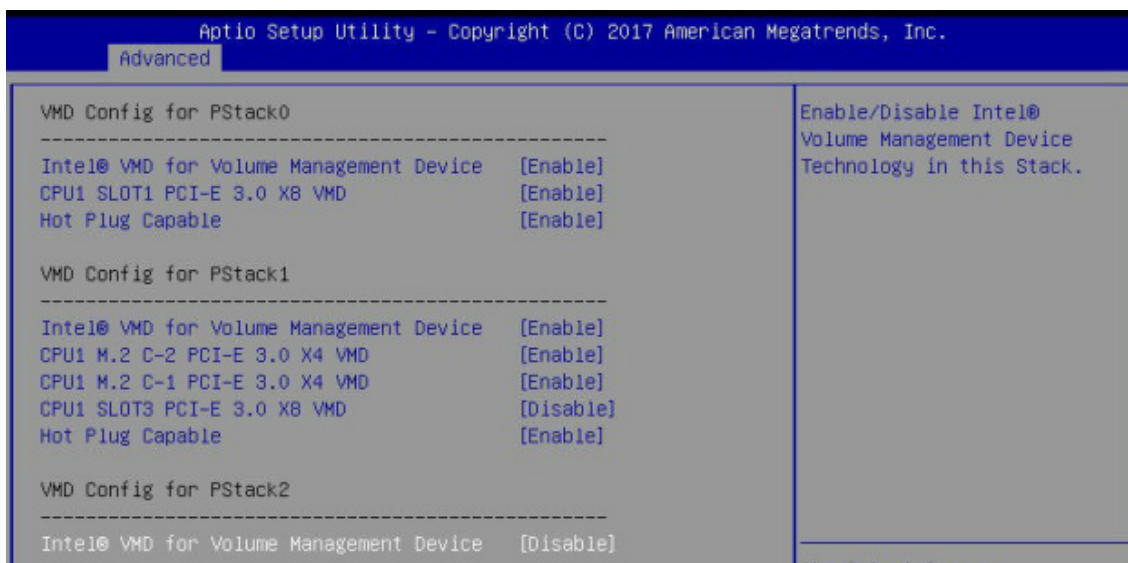 Aptio Setup Utility – Copyright (C) 2017 American Megatrends, Inc.
Advanced
VMD Config for PStack0
--------------------------------------------------
Intel® VMD for Volume Management Device [Enable]
CPU1 SLOT1 PCI-E 3.0 X8 VMD [Enable]
Hot Plug Capable [Enable]
VMD Config for PStack1
--------------------------------------------------
Intel® VMD for Volume Management Device [Enable]
CPU1 M.2 C-2 PCI-E 3.0 X4 VMD [Enable]
CPU1 M.2 C-1 PCI-E 3.0 X4 VMD [Enable]
CPU1 SLOT3 PCI-E 3.0 X8 VMD [Disable]
Hot Plug Capable [Enable]
VMD Config for PStack2
--------------------------------------------------
Intel® VMD for Volume Management Device [Disable]
Enable/Disable Intel®
Volume Management Device
Technology in this Stack.